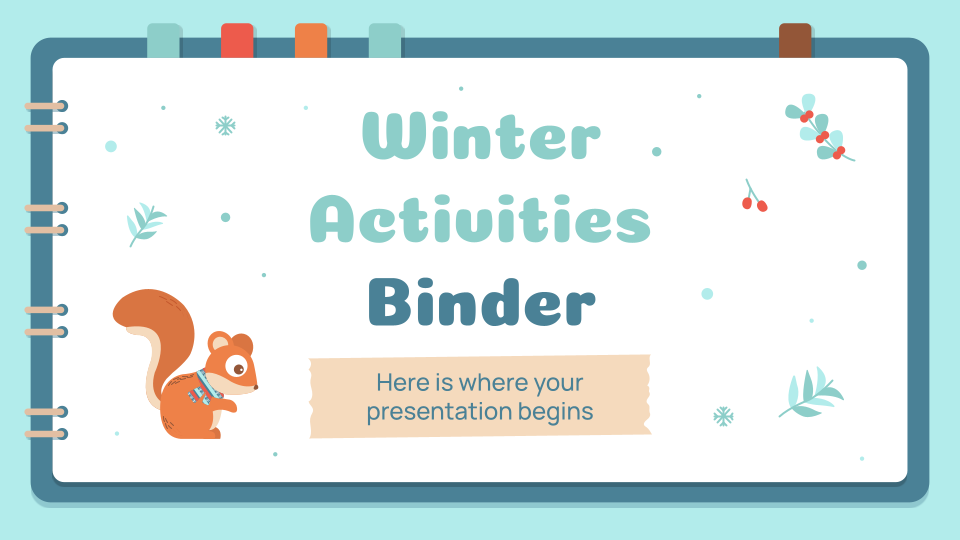 Winter
Activities
Binder
Here is where your
presentation begins